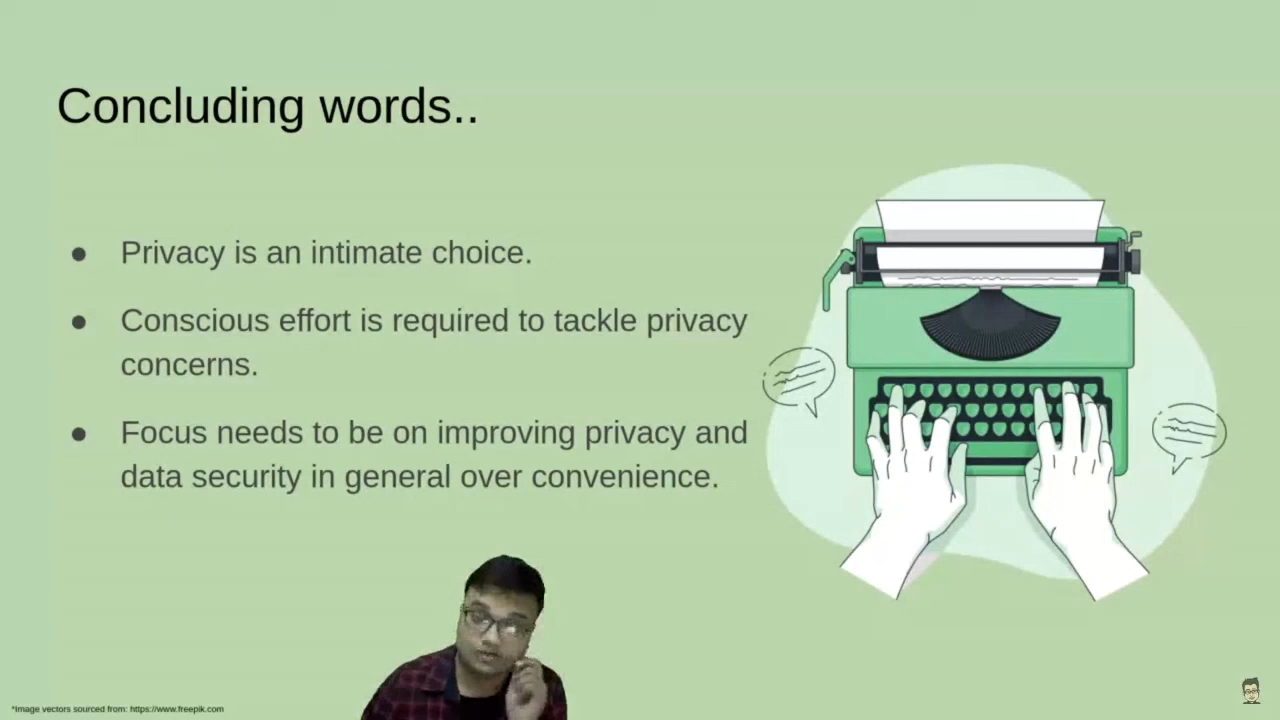 Concluding words..
● Privacy is an intimate choice.
● Conscious effort is required to tackle privacy
concerns.
● Focus needs to be on improving privacy and
data security in general over convenience.
*Image vectors sourced from: https://www.freepik.com